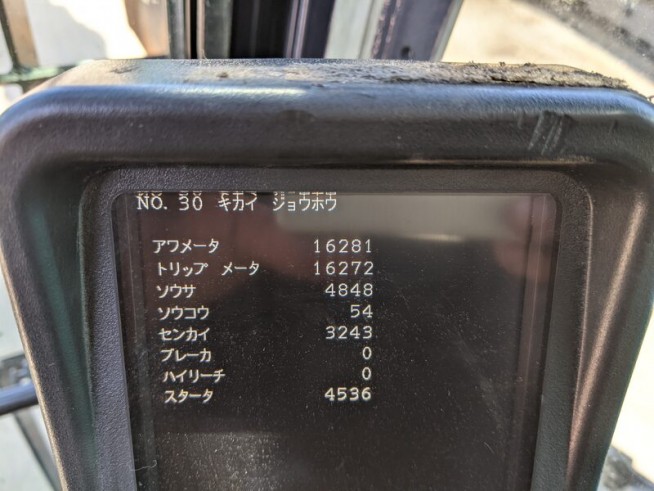 NO. 30 キカイ ジョウホウ
アワメータ 16281
トリップ メータ 16272
ソウサ 4848
ソウコウ 54
センカイ 3243
ブレーカ 0
ハイリーチ 0
スタータ 4536